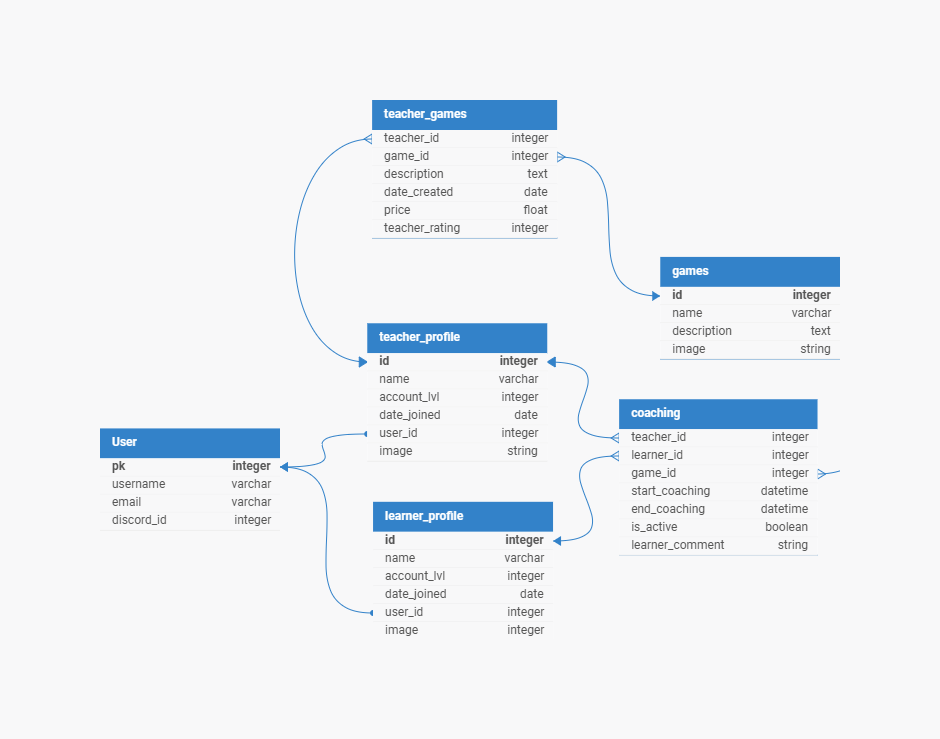 teacher_games
teacher_id integer
game_id integer
description text
date_created date
price float
teacher_rating integer
games
id integer
name varchar
description text
image string
teacher_profile
id integer
name varchar
account_lvl integer
date_joined date
user_id integer
image string
coaching
teacher_id integer
learner_id integer
game_id integer
start_coaching datetime
end_coaching datetime
is_active boolean
learner_comment string
User
pk integer
username varchar
email varchar
discord_id integer
learner_profile
id integer
name varchar
account_lvl integer
date_joined date
user_id integer
image integer